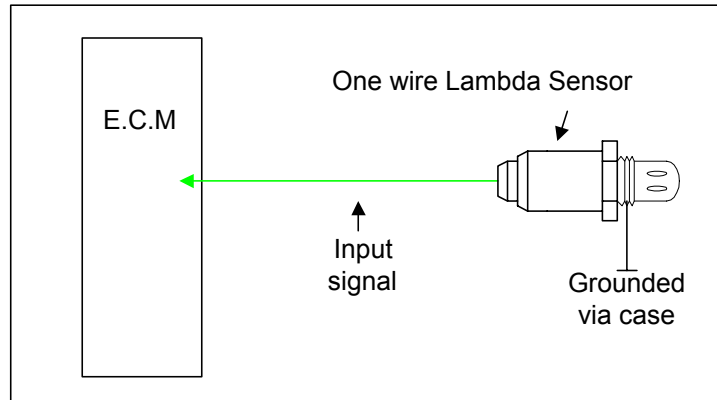 One wire Lambda Sensor
E.C.M
Input
signal
Grounded
via case